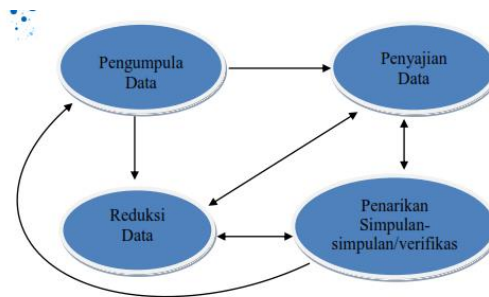 Pengumpula
Data
Penyajian
Data
Reduksi
Data
Penarikan
Simpulan-
simpulan/verifikas